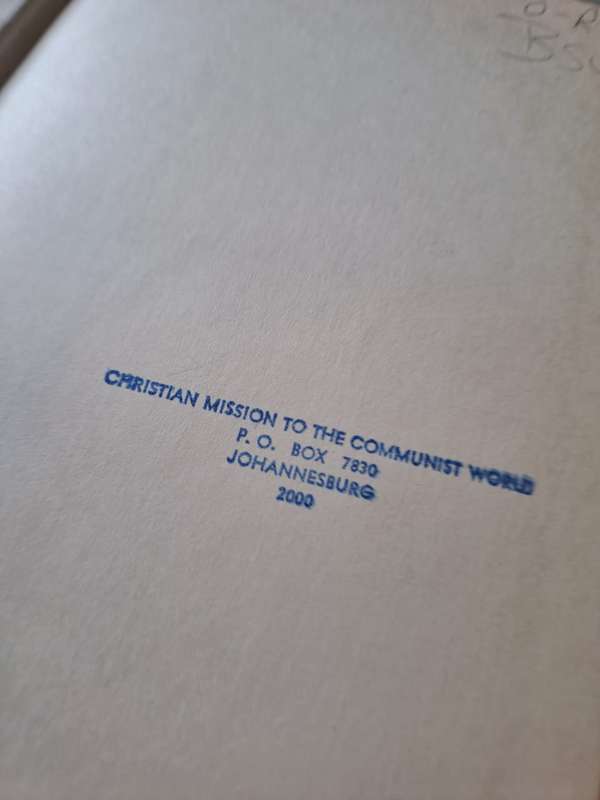 CHRISTIAN MISSION TO THE COMMUNIST WORLD
P. O. BOX 7830
JOHANNESBURG
2000